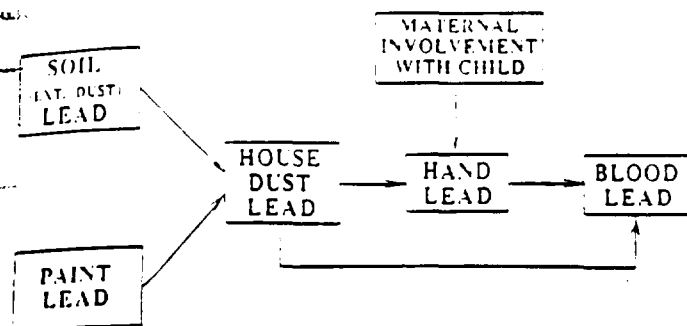 MATERNAL
INVOLVEMENT
WITH CHILD
SOIL
(EXT. DUST)
LEAD
HOUSE
DUST
LEAD
HAND
LEAD
BLOOD
LEAD
PAINT
LEAD